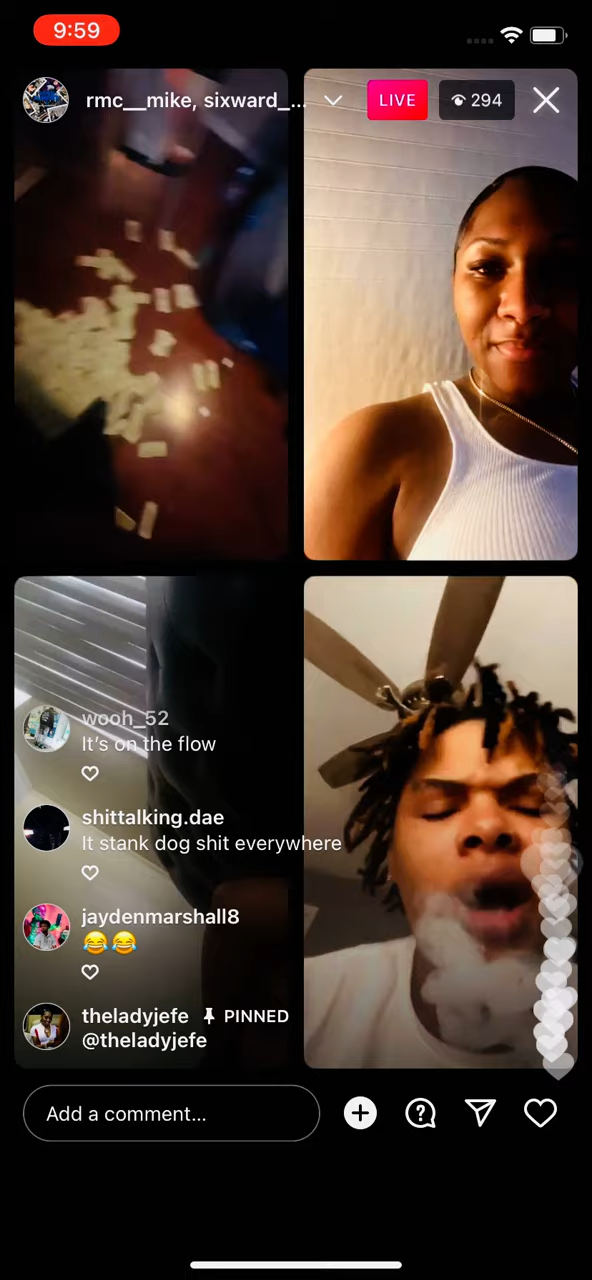 9:59
rmc__mike, sixward_...
LIVE
294
wooh_52
It's on the flow
shittalking.dae
It stank dog shit everywhere
jaydenmarshall8
😂😂
theladyjefe PINNED
@theladyjefe
Add a comment...